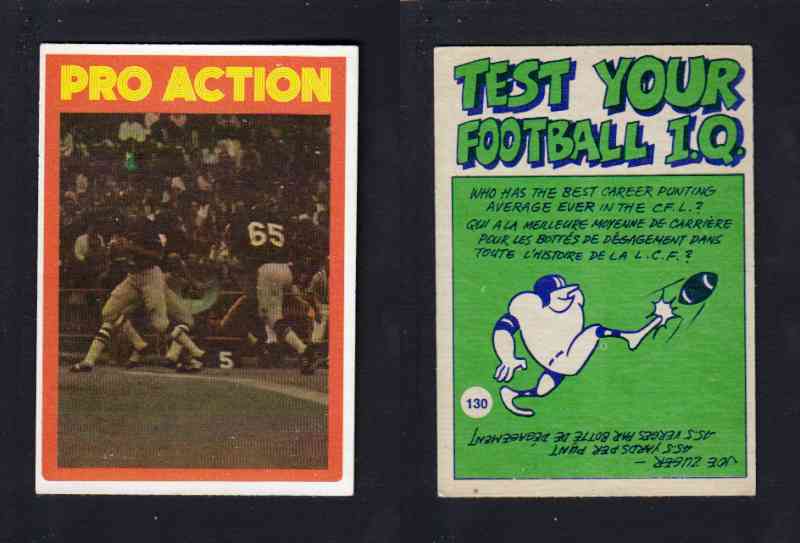 PRO ACTION
65
5
TEST YOUR
FOOTBALL I.Q.
WHO HAS THE BEST CAREER PUNTING
AVERAGE EVER IN THE C.F.L.?
QUI A LA MEILLEURE MOYENNE DE CARRIÈRE
POUR LES BOTTÉS DE DÉGAGEMENT DANS
TOUTE L'HISTOIRE DE LA L.C.F.?
130
JOE ZUGER —
45.5 YARDS PER PUNT
45.5 VERGES PAR BOTTÉ DE DÉGAGEMENT